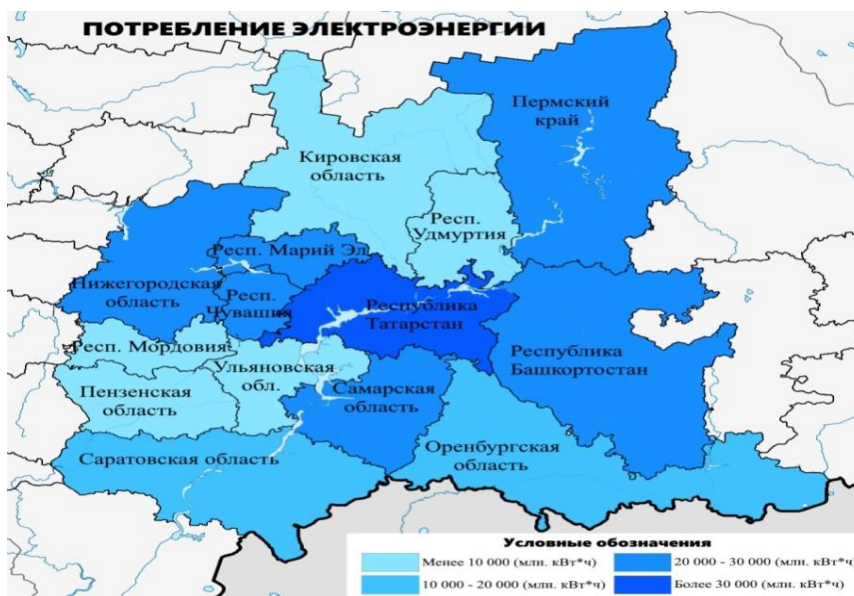 ПОТРЕБЛЕНИЕ ЭЛЕКТРОЭНЕРГИИ
Пермский
край
Кировская
область
Респ.
Удмуртия
Респ. Марий Эл
Нижегородская
область
Респ.
Чувашия
Республика
Татарстан
Респ. Мордовия
Ульяновская
обл.
Республика
Башкортостан
Пензенская
область
Самарская
область
Саратовская область
Оренбургская
область
Условные обозначения
Менее 10 000 (млн. кВт*ч)
20 000 - 30 000 (млн. кВт*ч)
10 000 - 20 000 (млн. кВт*ч)
Более 30 000 (млн. кВт*ч)